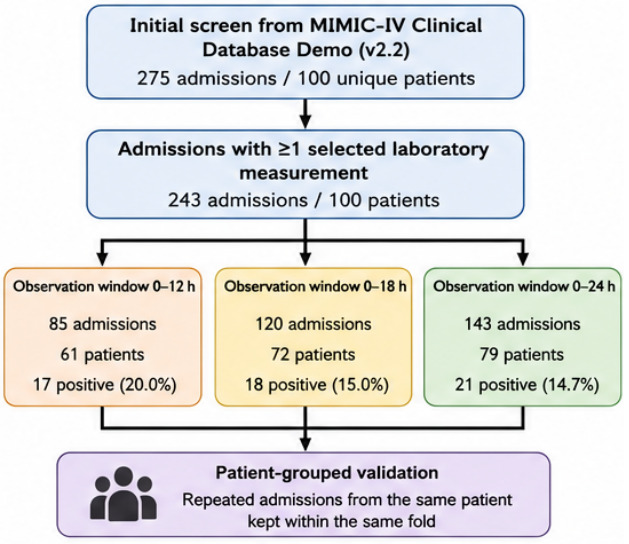 Initial screen from MIMIC-IV Clinical
Database Demo (v2.2)
275 admissions / 100 unique patients
Admissions with ≥1 selected laboratory
measurement
243 admissions / 100 patients
Observation window 0–12 h
85 admissions
61 patients
17 positive (20.0%)
Observation window 0–18 h
120 admissions
72 patients
18 positive (15.0%)
Observation window 0–24 h
143 admissions
79 patients
21 positive (14.7%)
Patient-grouped validation
Repeated admissions from the same patient
kept within the same fold